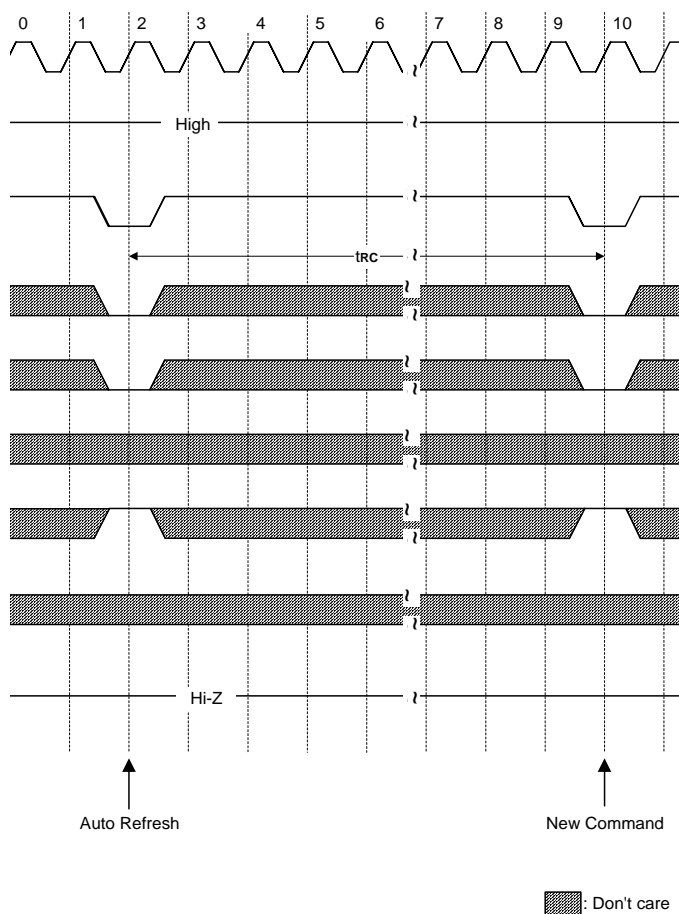 0 1 2 3 4 5 6 7 8 9 10
High
tRC
Hi-Z
Auto Refresh New Command
: Don't care